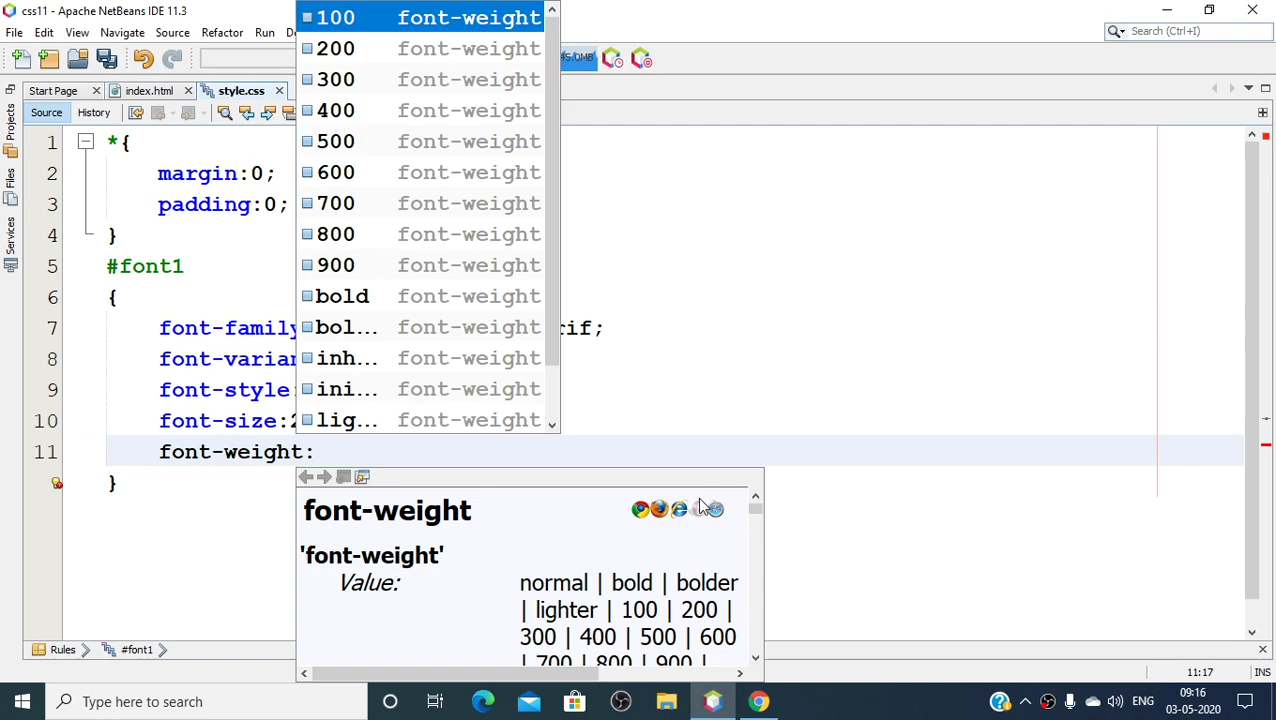 css11 - Apache NetBeans IDE 11.3
File Edit View Navigate Source Refactor Run
Search (Ctrl+I)
Start Page index.html style.css
Source History
Projects
Files
Services
1 *{
2 margin:0;
3 padding:0;
4 }
5 #font1
6 {
7 font-family rif;
8 font-varian
9 font-style:
10 font-size:2
11 font-weight:
}
100 font-weight
200 font-weight
300 font-weight
400 font-weight
500 font-weight
600 font-weight
700 font-weight
800 font-weight
900 font-weight
bold font-weight
bol... font-weight
inh... font-weight
ini... font-weight
lig... font-weight
font-weight
'font-weight'
Value: normal | bold | bolder
| lighter | 100 | 200 |
300 | 400 | 500 | 600
| 700 | 800 | 900 |
Rules #font1
11:17 INS
Type here to search
ENG
09:16
03-05-2020